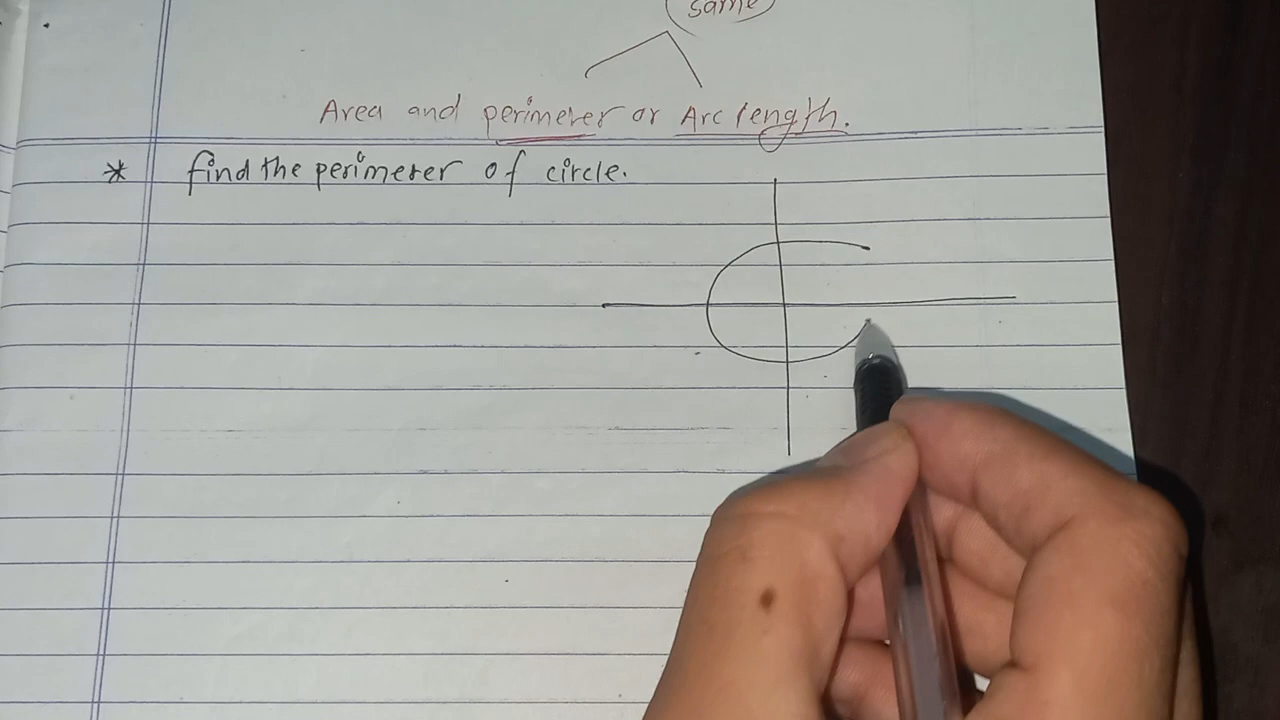 same
Area and perimeter or Arc length.
* find the perimeter of circle.